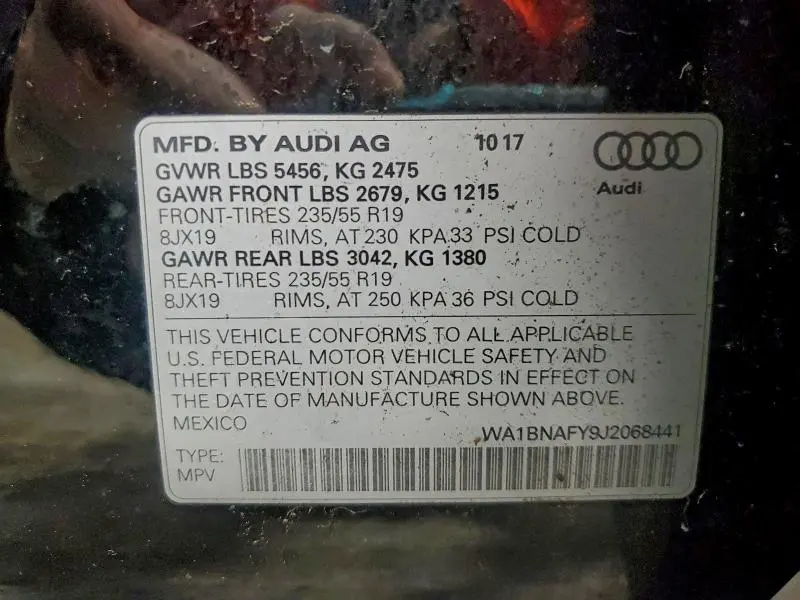 MFD. BY AUDI AG 10 17
Audi
GVWR LBS 5456, KG 2475
GAWR FRONT LBS 2679, KG 1215
FRONT-TIRES 235/55 R19
8JX19 RIMS, AT 230 KPA 33 PSI COLD
GAWR REAR LBS 3042, KG 1380
REAR-TIRES 235/55 R19
8JX19 RIMS, AT 250 KPA 36 PSI COLD
THIS VEHICLE CONFORMS TO ALL APPLICABLE
U.S. FEDERAL MOTOR VEHICLE SAFETY AND
THEFT PREVENTION STANDARDS IN EFFECT ON
THE DATE OF MANUFACTURE SHOWN ABOVE.
MEXICO
WA1BNAFY9J2068441
TYPE:
MPV